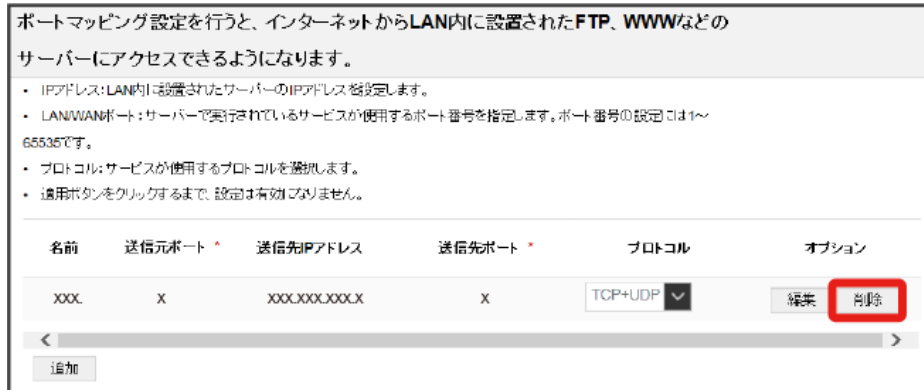 ポートマッピング設定を行うと、インターネットからLAN内に設置されたFTP、WWWなどの
サーバーにアクセスできるようになります。
• IPアドレス:LAN内に設置されたサーバーのIPアドレスを設定します。
• LAN/WANポート:サーバーで実行されているサービスが使用するポート番号を指定します。ポート番号の設定には1～
65535です。
• プロトコル:サービスが使用するプロトコルを選択します。
• 適用ボタンをクリックするまで、設定は有効になりません。
名前 送信元ポート * 送信先IPアドレス 送信先ポート * プロトコル オプション
XXX. X XXX.XXX.XXX.X X TCP+UDP 編集 削除
追加